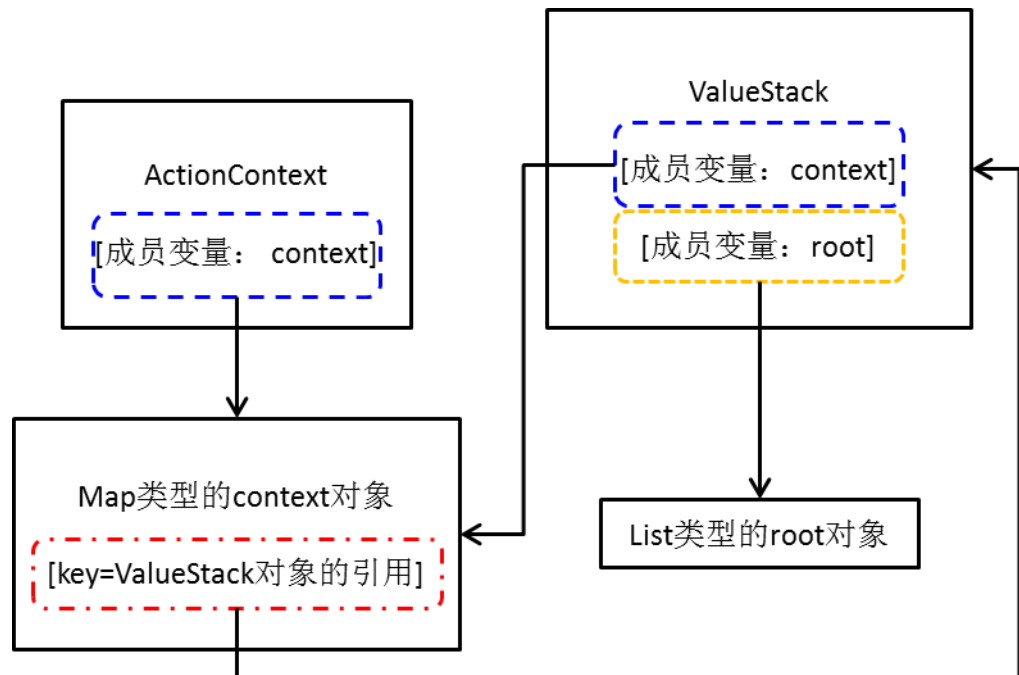 ValueStack
[成员变量：context]
[成员变量：root]
ActionContext
[成员变量： context]
Map类型的context对象
[key=ValueStack对象的引用]
List类型的root对象